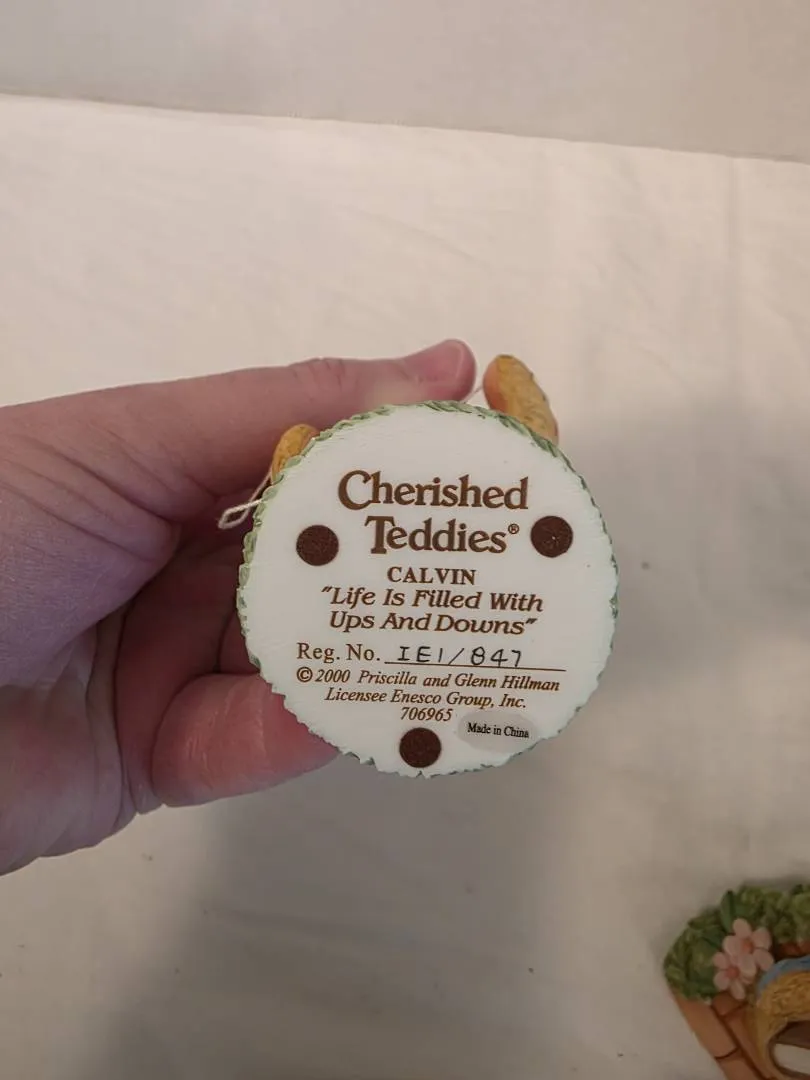 Cherished
Teddies®
CALVIN
"Life Is Filled With
Ups And Downs"
Reg. No. IE1/847
© 2000 Priscilla and Glenn Hillman
Licensee Enesco Group, Inc.
706965
Made in China